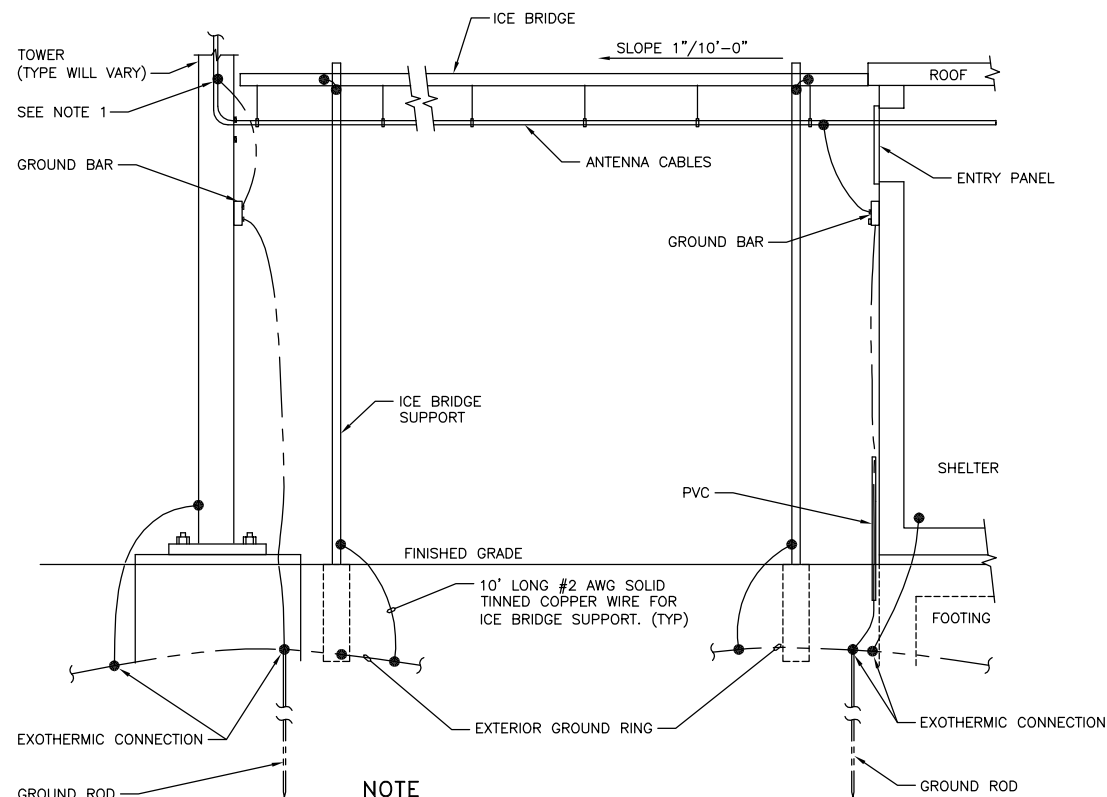 ICE BRIDGE
SLOPE 1"/10'-0"
TOWER
(TYPE WILL VARY)
ROOF
SEE NOTE 1
ANTENNA CABLES
GROUND BAR
ENTRY PANEL
GROUND BAR
ICE BRIDGE
SUPPORT
SHELTER
PVC
FINISHED GRADE
10' LONG #2 AWG SOLID
TINNED COPPER WIRE FOR
ICE BRIDGE SUPPORT. (TYP)
FOOTING
EXTERIOR GROUND RING
EXOTHERMIC CONNECTION
EXOTHERMIC CONNECTION
GROUND ROD
NOTE
GROUND ROD